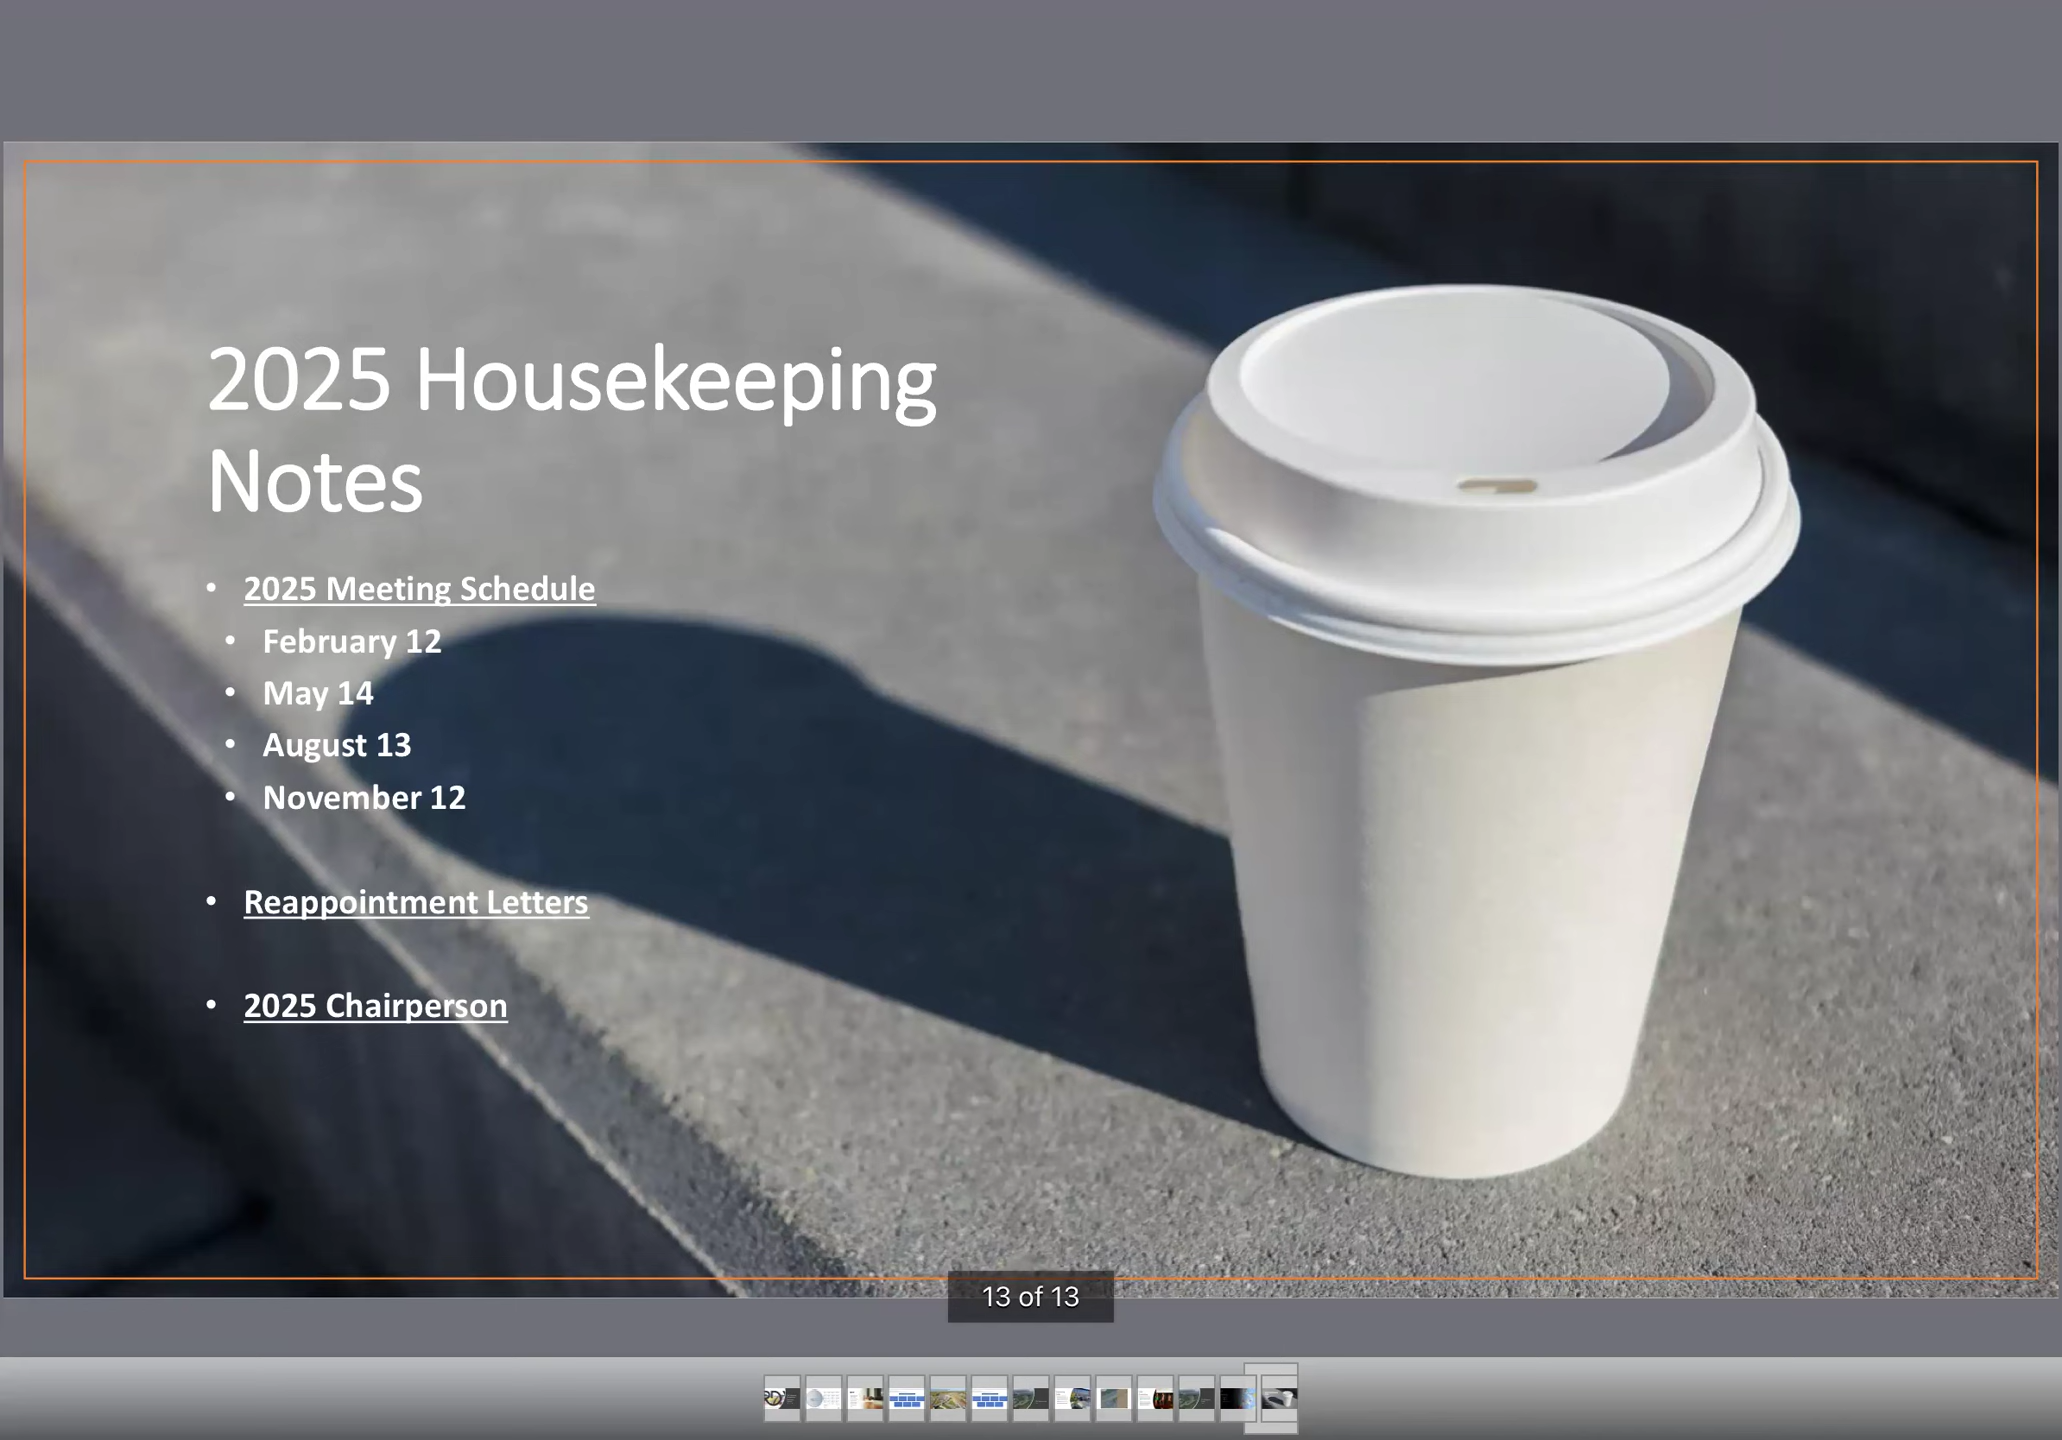 2025 Housekeeping
Notes
• 2025 Meeting Schedule
• February 12
• May 14
• August 13
• November 12
• Reappointment Letters
• 2025 Chairperson
13 of 13